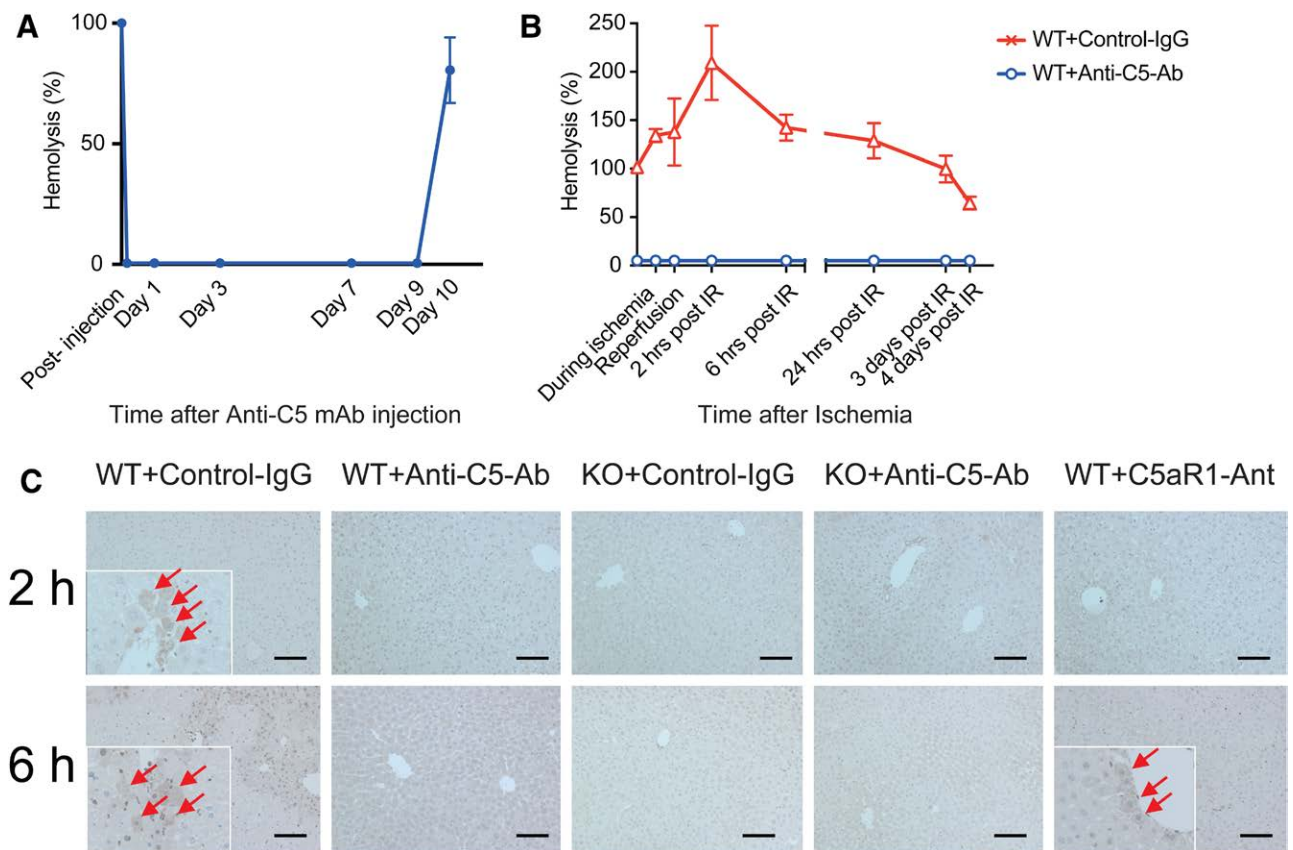 A
Hemolysis (%)
100
50
0
Post- injection
Day 1
Day 3
Day 7
Day 9
Day 10
Time after Anti-C5 mAb injection
B
Hemolysis (%)
250
200
150
100
50
0
During ischemia
Reperfusion
2 hrs post IR
6 hrs post IR
24 hrs post IR
3 days post IR
4 days post IR
Time after Ischemia
WT+Control-IgG
WT+Anti-C5-Ab
C
WT+Control-IgG
WT+Anti-C5-Ab
KO+Control-IgG
KO+Anti-C5-Ab
WT+C5aR1-Ant
2 h
6 h